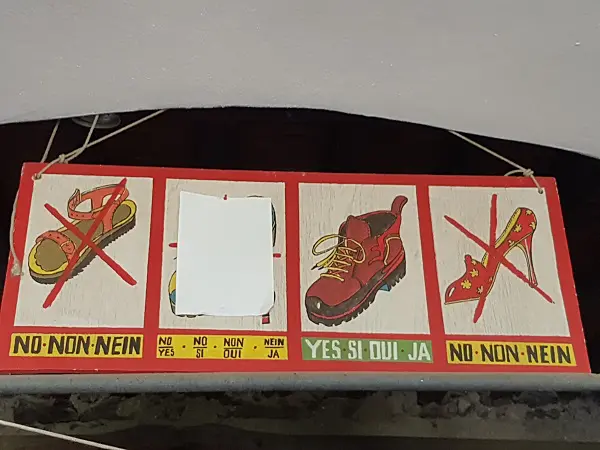 NO·NON·NEIN
NO · NO · NON · NEIN
YES SI OUI JA
YES·SI·OUI·JA
NO·NON·NEIN